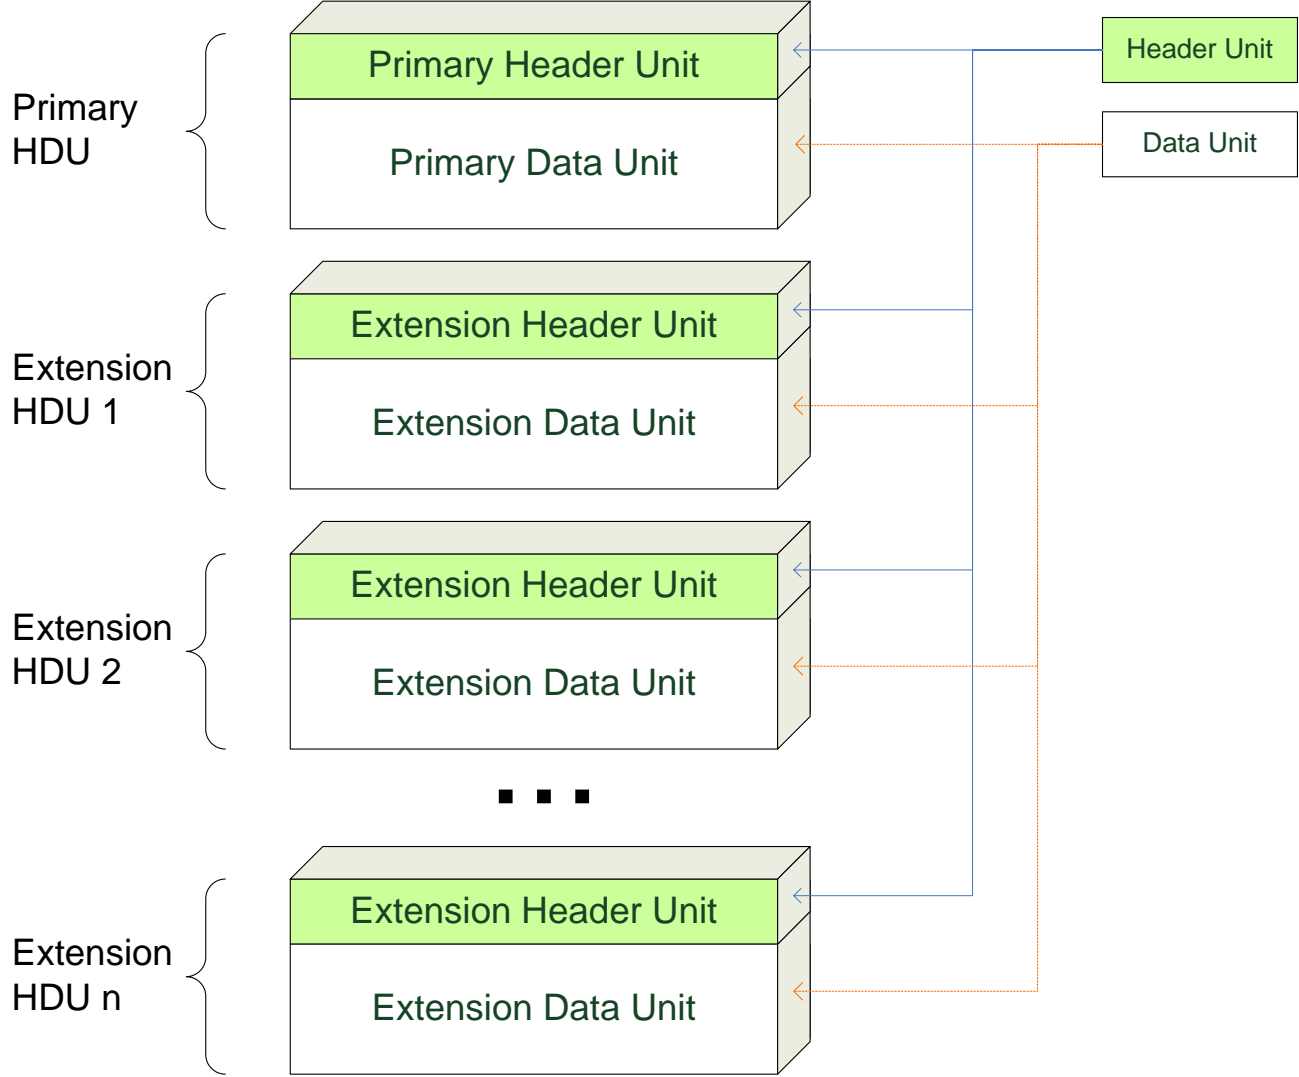 Primary
HDU
Primary Header Unit
Primary Data Unit
Header Unit
Data Unit
Extension
HDU 1
Extension Header Unit
Extension Data Unit
Extension
HDU 2
Extension Header Unit
Extension Data Unit
...
Extension
HDU n
Extension Header Unit
Extension Data Unit